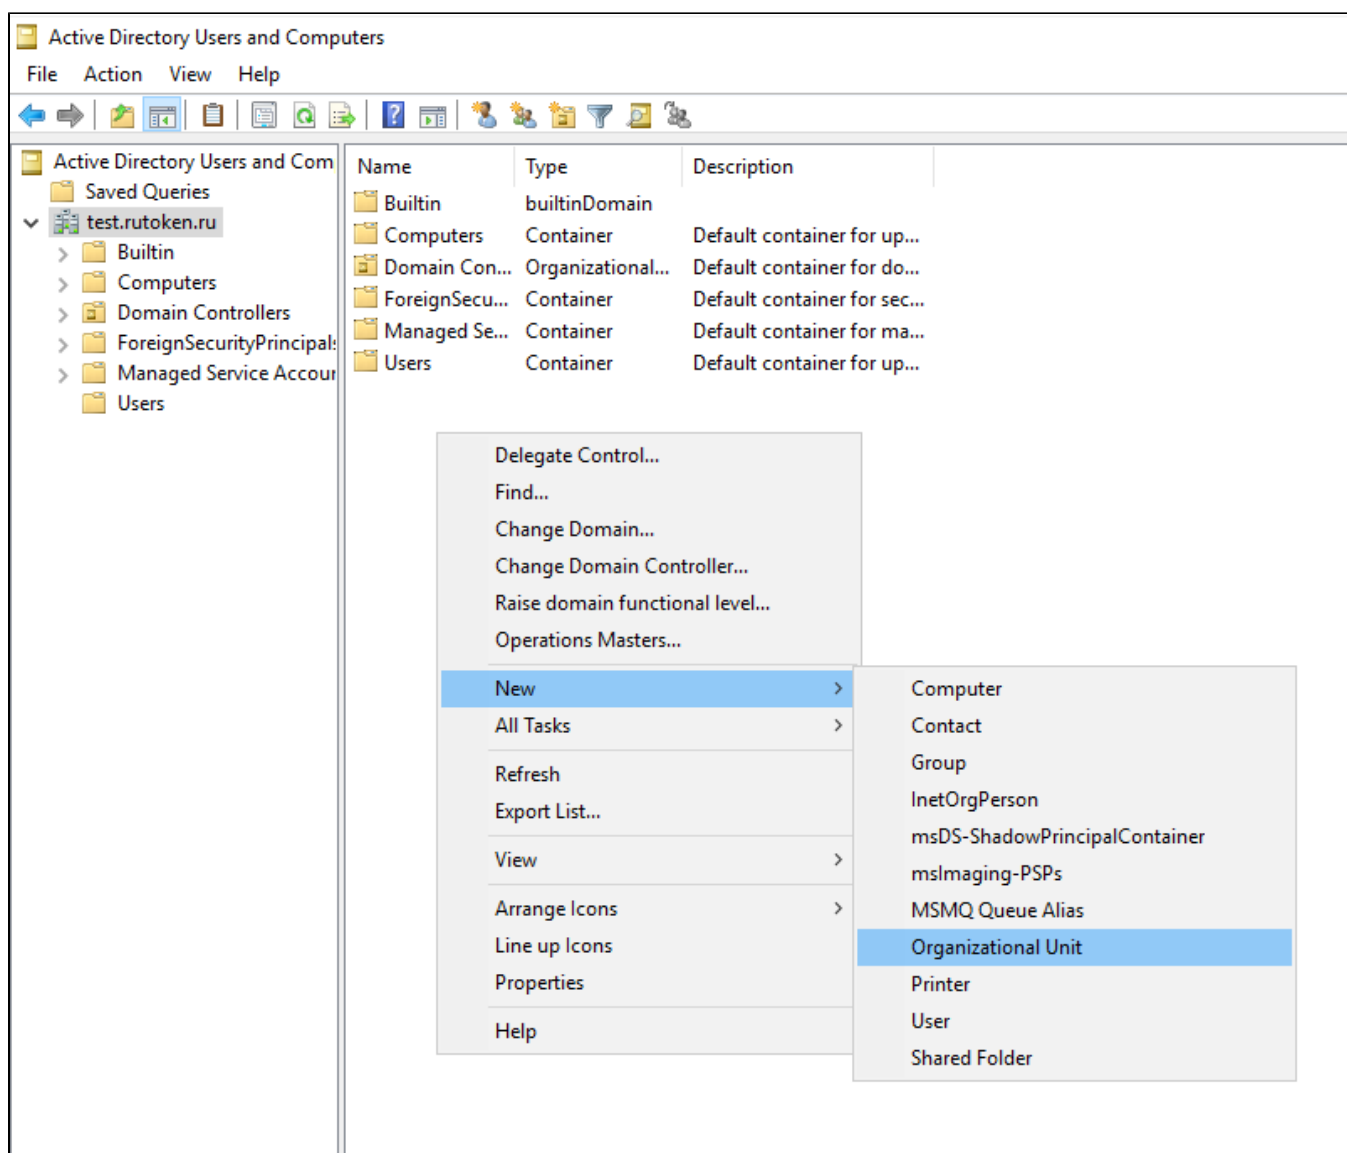 Active Directory Users and Computers
File Action View Help
Active Directory Users and Com
Saved Queries
test.rutoken.ru
Builtin
Computers
Domain Controllers
ForeignSecurityPrincipals
Managed Service Accour
Users
Name Type Description
Builtin builtinDomain
Computers Container Default container for up...
Domain Con... Organizational... Default container for do...
ForeignSecu... Container Default container for sec...
Managed Se... Container Default container for ma...
Users Container Default container for up...
Delegate Control...
Find...
Change Domain...
Change Domain Controller...
Raise domain functional level...
Operations Masters...
New
All Tasks
Refresh
Export List...
View
Arrange Icons
Line up Icons
Properties
Help
Computer
Contact
Group
InetOrgPerson
msDS-ShadowPrincipalContainer
msImaging-PSPs
MSMQ Queue Alias
Organizational Unit
Printer
User
Shared Folder